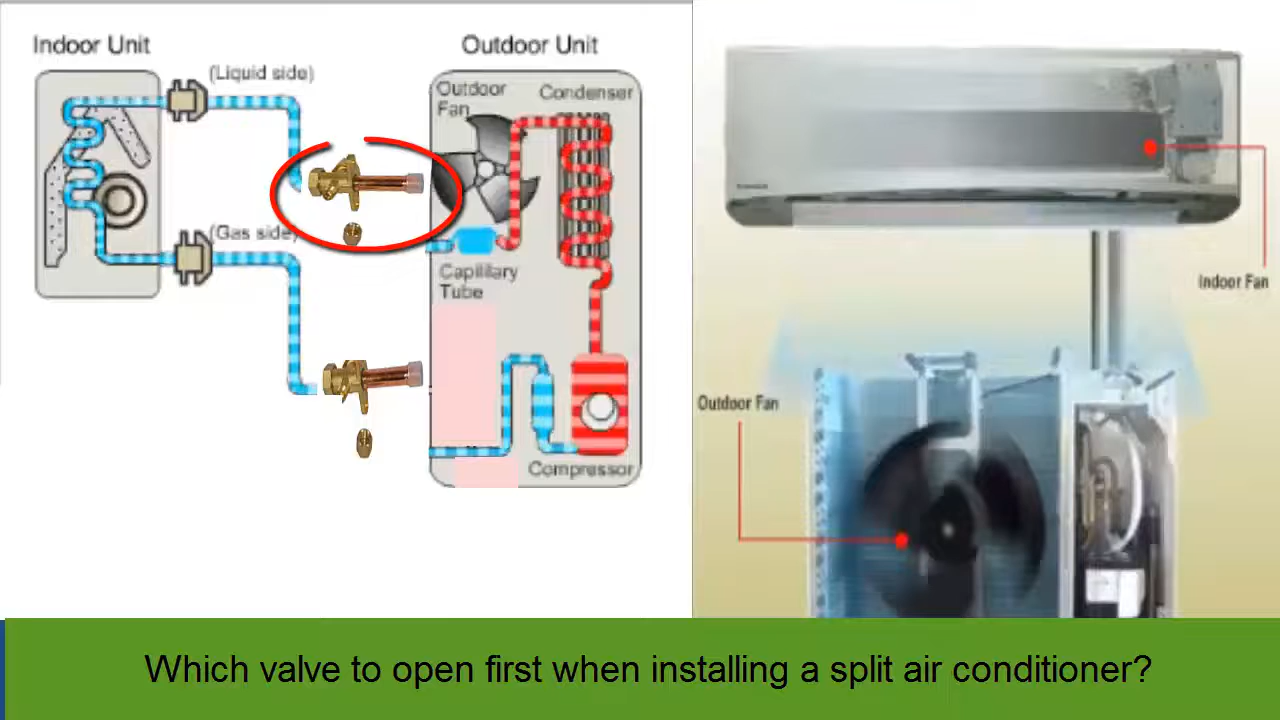 Indoor Unit
Outdoor Unit
(Liquid side)
Outdoor
Fan
Condenser
(Gas side)
Capillary
Tube
Compressor
Indoor Fan
Outdoor Fan
Which valve to open first when installing a split air conditioner?